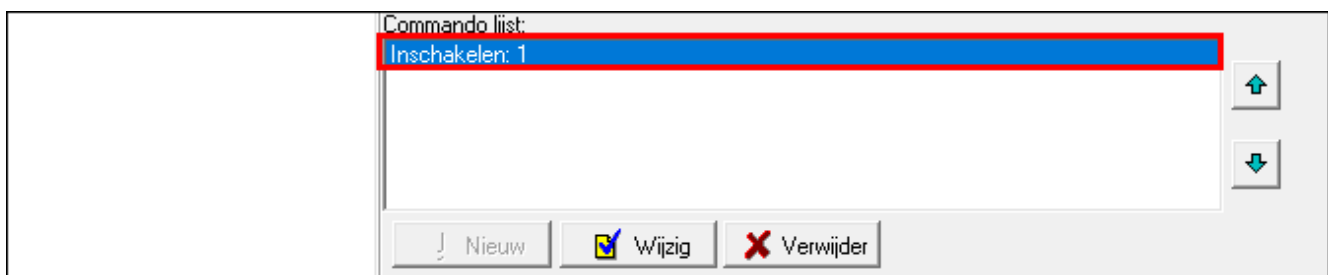 Commando lijst:
Inschakelen: 1
Nieuw
Wijzig
Verwijder